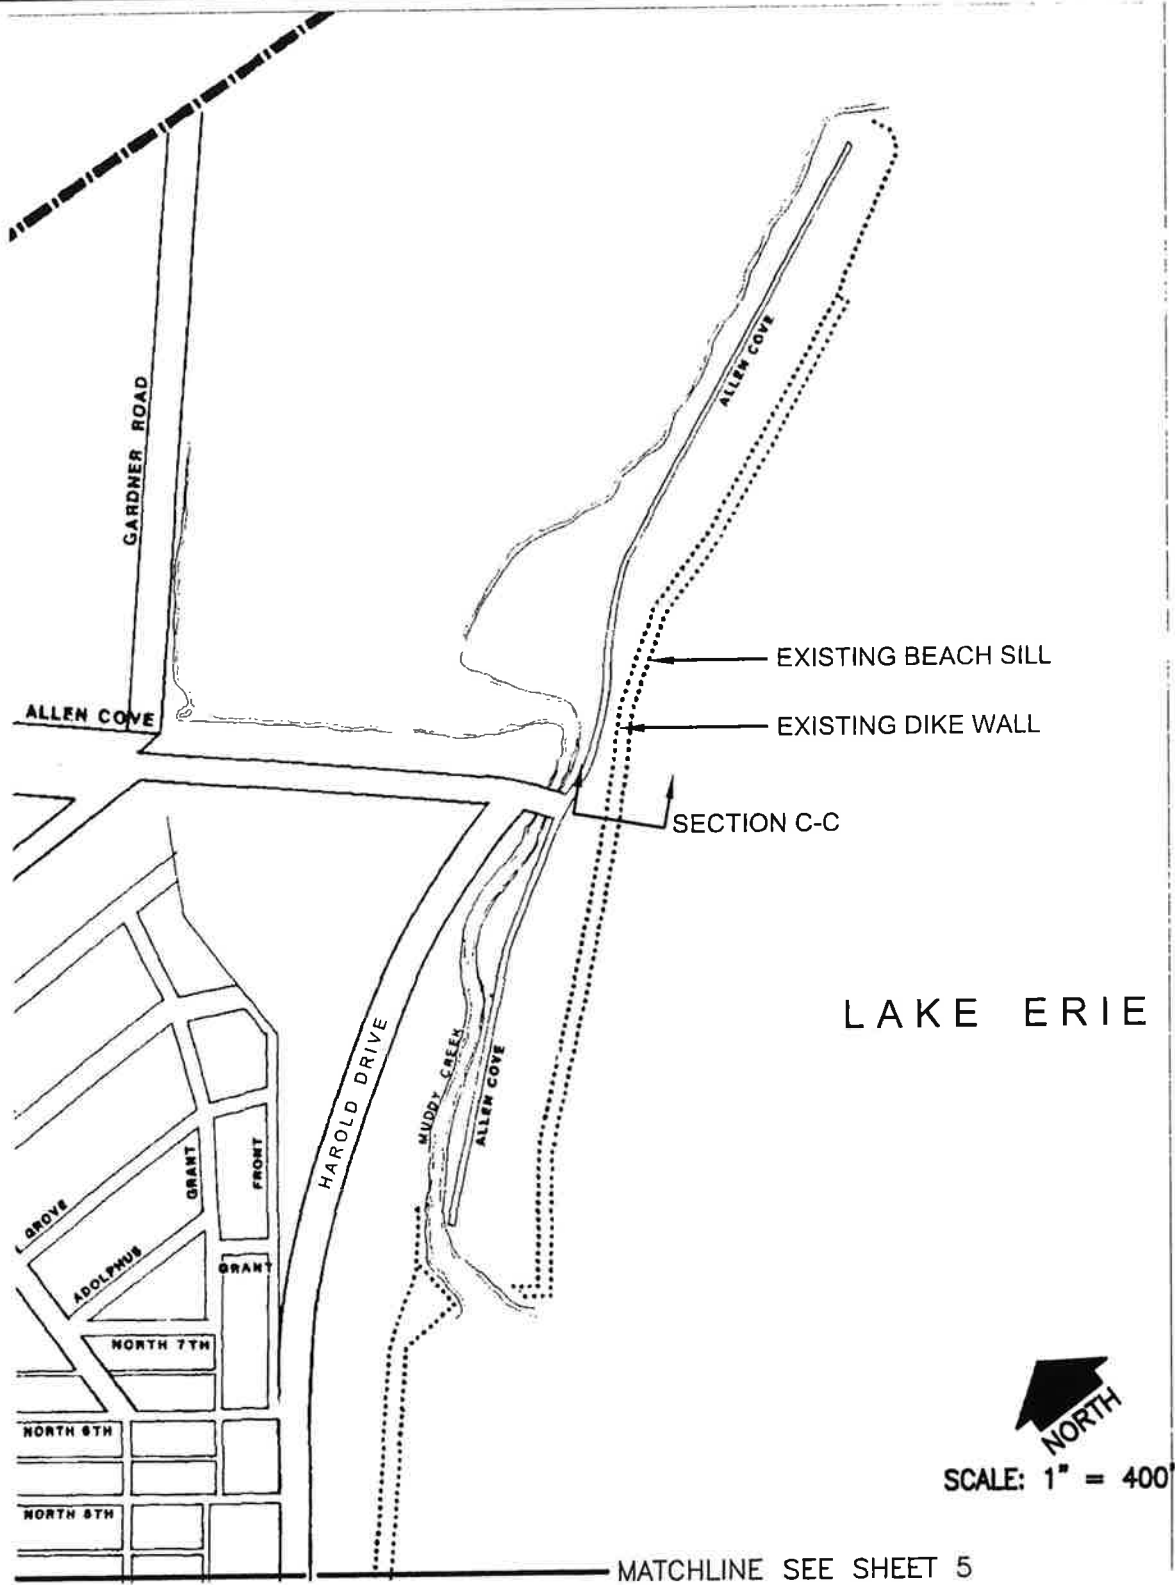 GARDNER ROAD
ALLEN COVE
ALLEN COVE
EXISTING BEACH SILL
EXISTING DIKE WALL
SECTION C-C
LAKE ERIE
HAROLD DRIVE
MUDDY CREEK
ALLEN COVE
GROVE
GRANT
FRONT
ADOLPHUS
GRANT
NORTH 7TH
NORTH 6TH
NORTH 5TH
NORTH
SCALE: 1" = 400'
MATCHLINE SEE SHEET 5